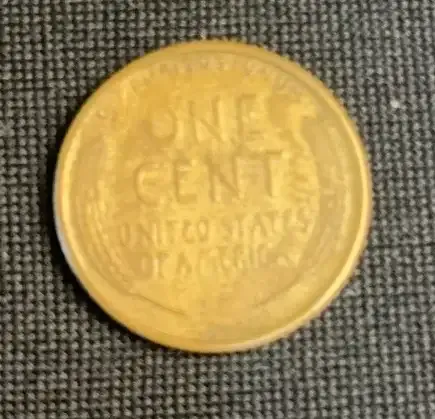 ONE
CENT
UNITED STATES
OF AMERICA